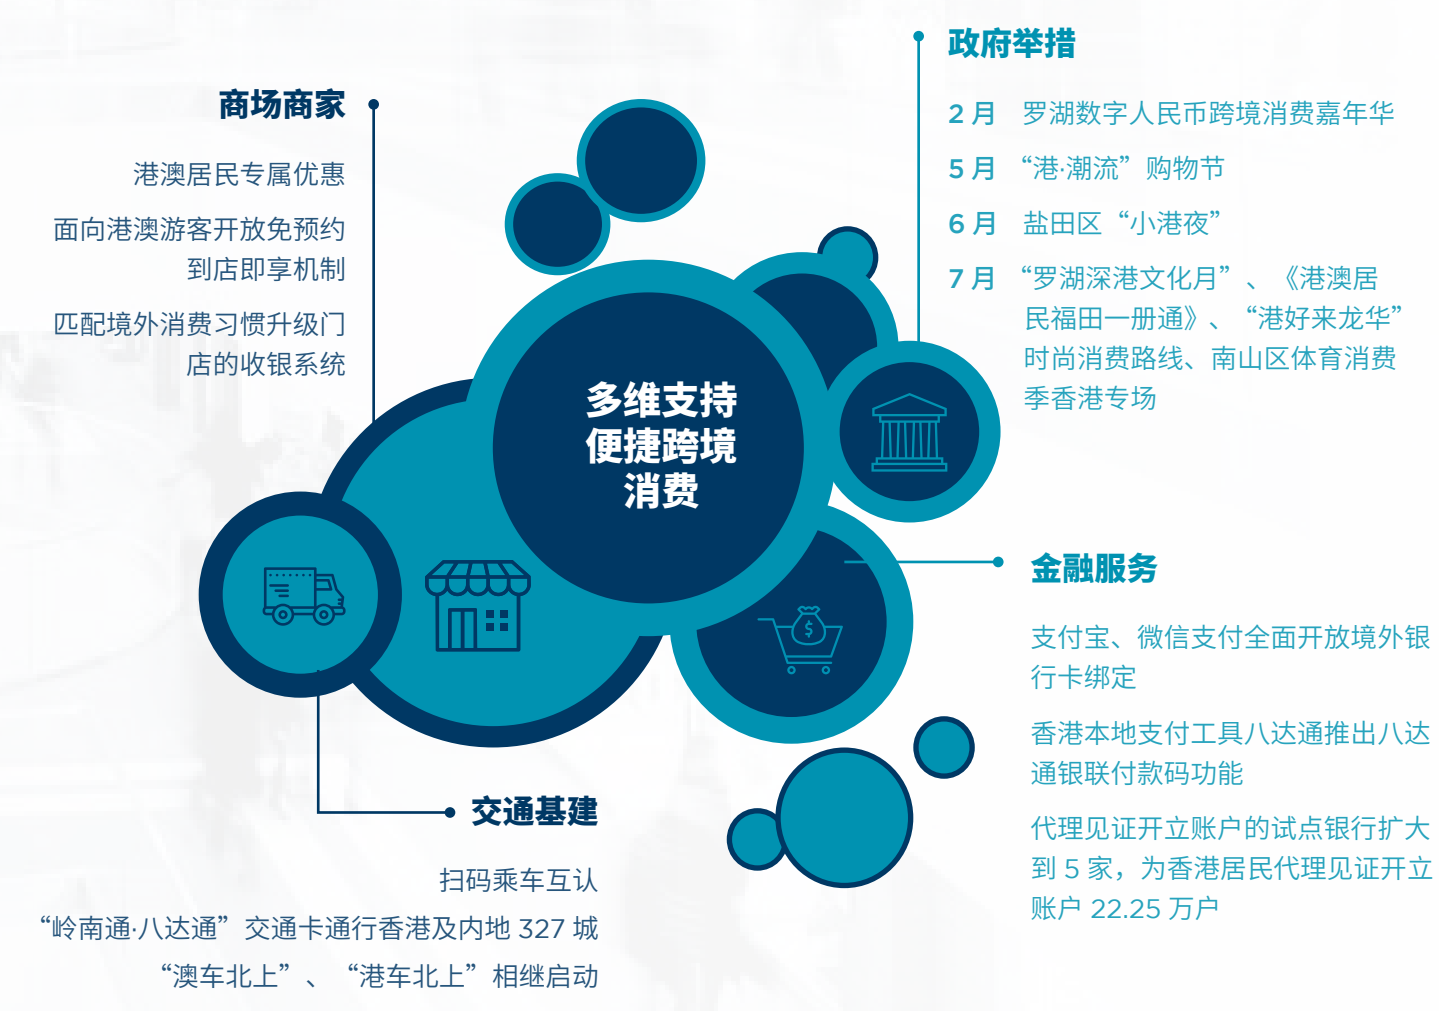 商场商家
港澳居民专属优惠
面向港澳游客开放免预约
到店即享机制
匹配境外消费习惯升级门
店的收银系统
多维支持
便捷跨境
消费
政府举措
2 月 罗湖数字人民币跨境消费嘉年华
5 月 “港·潮流”购物节
6 月 盐田区“小港夜”
7 月 “罗湖深港文化月”、《港澳居
民福田一册通》、“港好来龙华”
时尚消费路线、南山区体育消费
季香港专场
金融服务
支付宝、微信支付全面开放境外银
行卡绑定
香港本地支付工具八达通推出八达
通银联付款码功能
代理见证开立账户的试点银行扩大
到 5 家，为香港居民代理见证开立
账户 22.25 万户
交通基建
扫码乘车互认
“岭南通·八达通”交通卡通行香港及内地 327 城
“澳车北上”、“港车北上”相继启动
$